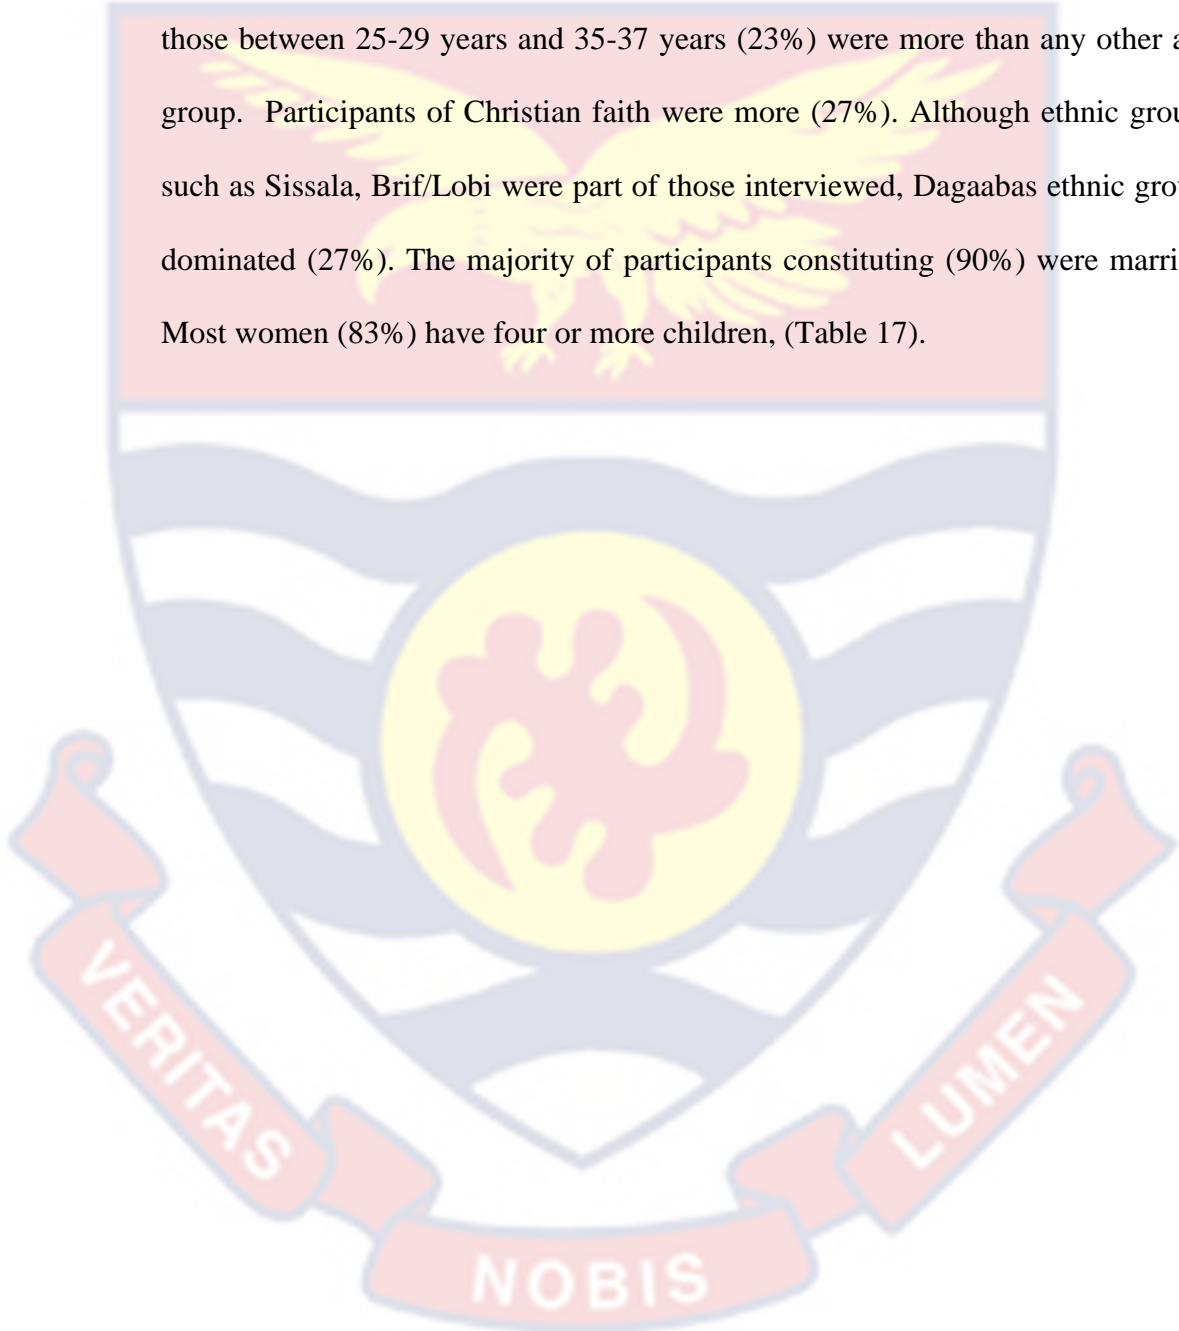 those between 25-29 years and 35-37 years (23%) were more than any other a
group. Participants of Christian faith were more (27%). Although ethnic grou
such as Sissala, Brif/Lobi were part of those interviewed, Dagaabas ethnic gro
dominated (27%). The majority of participants constituting (90%) were marri
Most women (83%) have four or more children, (Table 17).
VERITAS
NOBIS
LUMEN